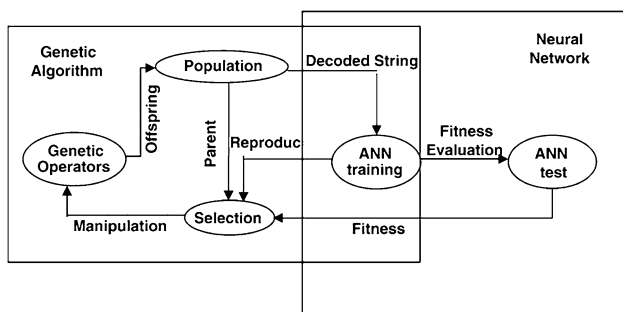 Genetic
Algorithm
Population
Decoded String
Neural
Network
Offspring
Parent
Reproduc
Genetic
Operators
ANN
training
Fitness
Evaluation
ANN
test
Selection
Manipulation
Fitness